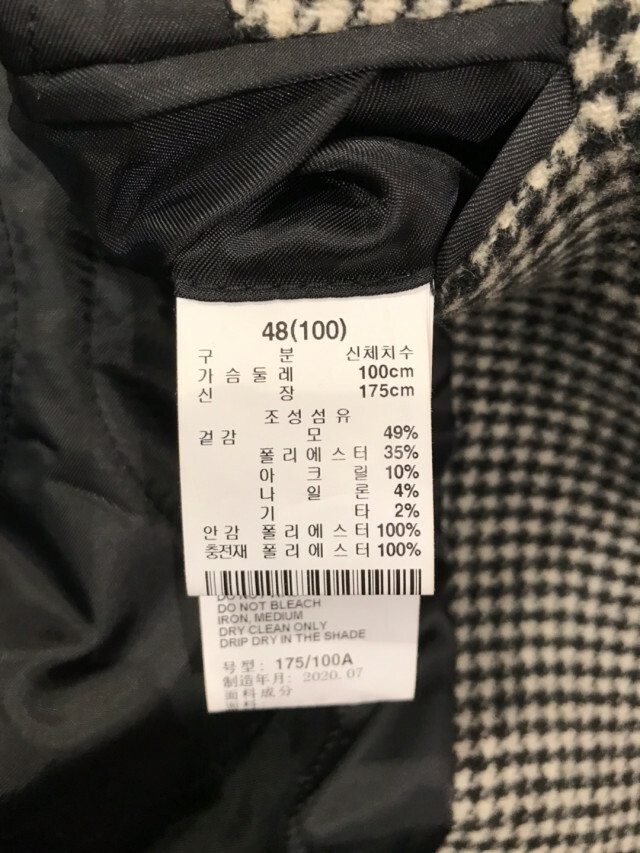 48(100)
구 분 신체치수
가 슴 둘 레 100cm
신 장 175cm
조성섬유
겉감 모 49%
폴 리 에 스 터 35%
아 크 릴 10%
나 일 론 4%
기 타 2%
안 감 폴 리 에 스 터 100%
충전재 폴 리 에 스 터 100%
DO NOT BLEACH
IRON, MEDIUM
DRY CLEAN ONLY
DRIP DRY IN THE SHADE
号型: 175/100A
制造年月: 2020.07
面料成分
面料